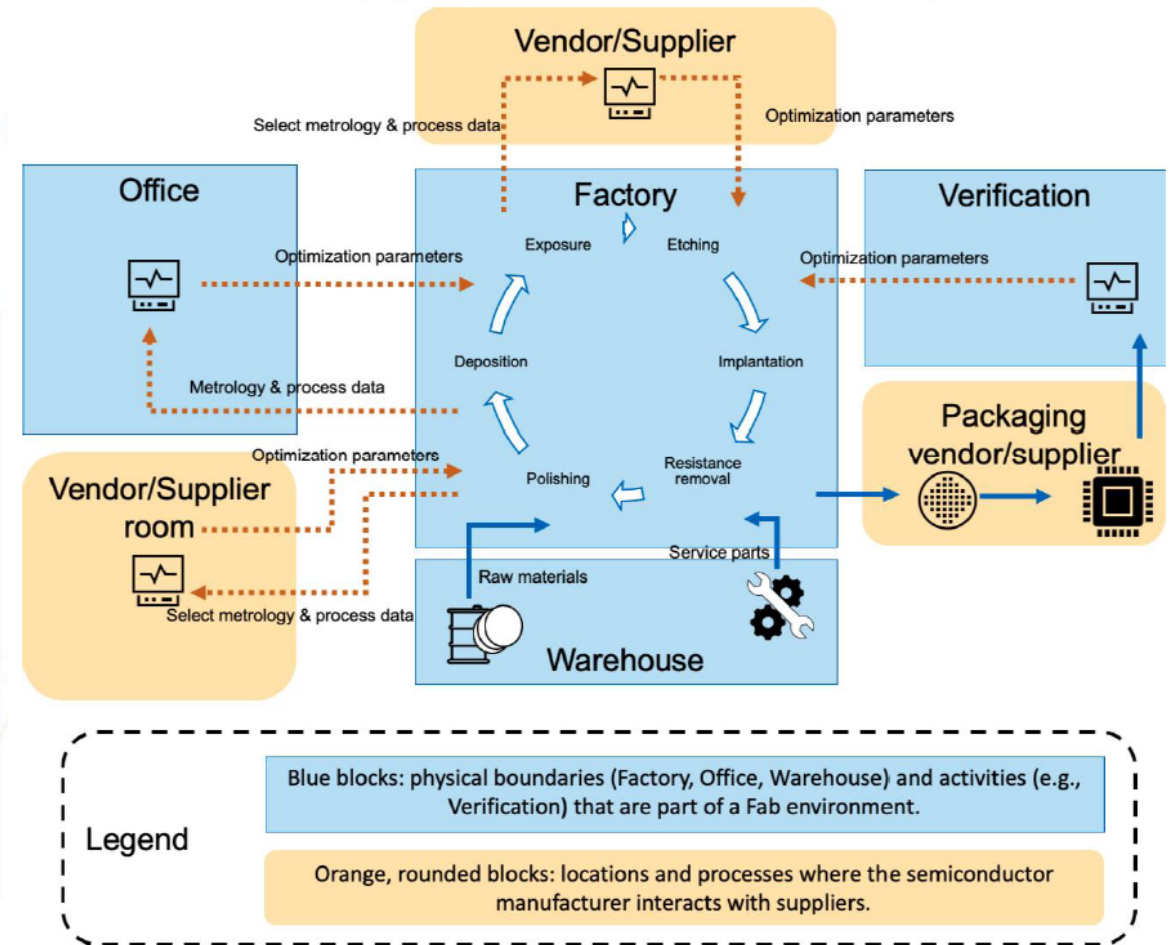 Vendor/Supplier
Select metrology & process data
Optimization parameters
Office
Optimization parameters
Metrology & process data
Factory
Exposure
Etching
Deposition
Implantation
Polishing
Resistance
removal
Verification
Optimization parameters
Vendor/Supplier
room
Optimization parameters
Select metrology & process data
Packaging
vendor/supplier
Raw materials
Service parts
Warehouse
Legend
Blue blocks: physical boundaries (Factory, Office, Warehouse) and activities (e.g.,
Verification) that are part of a Fab environment.
Orange, rounded blocks: locations and processes where the semiconductor
manufacturer interacts with suppliers.